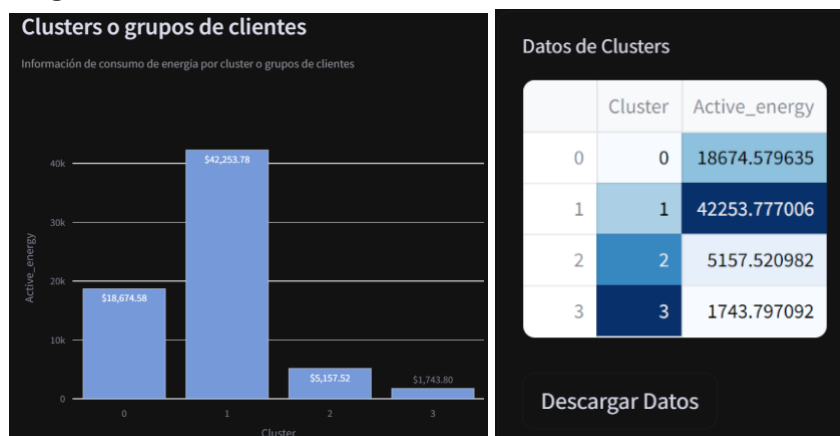 Clusters o grupos de clientes
Información de consumo de energía por cluster o grupos de clientes
40k
30k
20k
10k
0
Active_energy
$18,674.58
$42,253.78
$5,157.52
$1,743.80
0 1 2 3
Cluster
Datos de Clusters
Cluster Active_energy
0 0 18674.579635
1 1 42253.777006
2 2 5157.520982
3 3 1743.797092
Descargar Datos